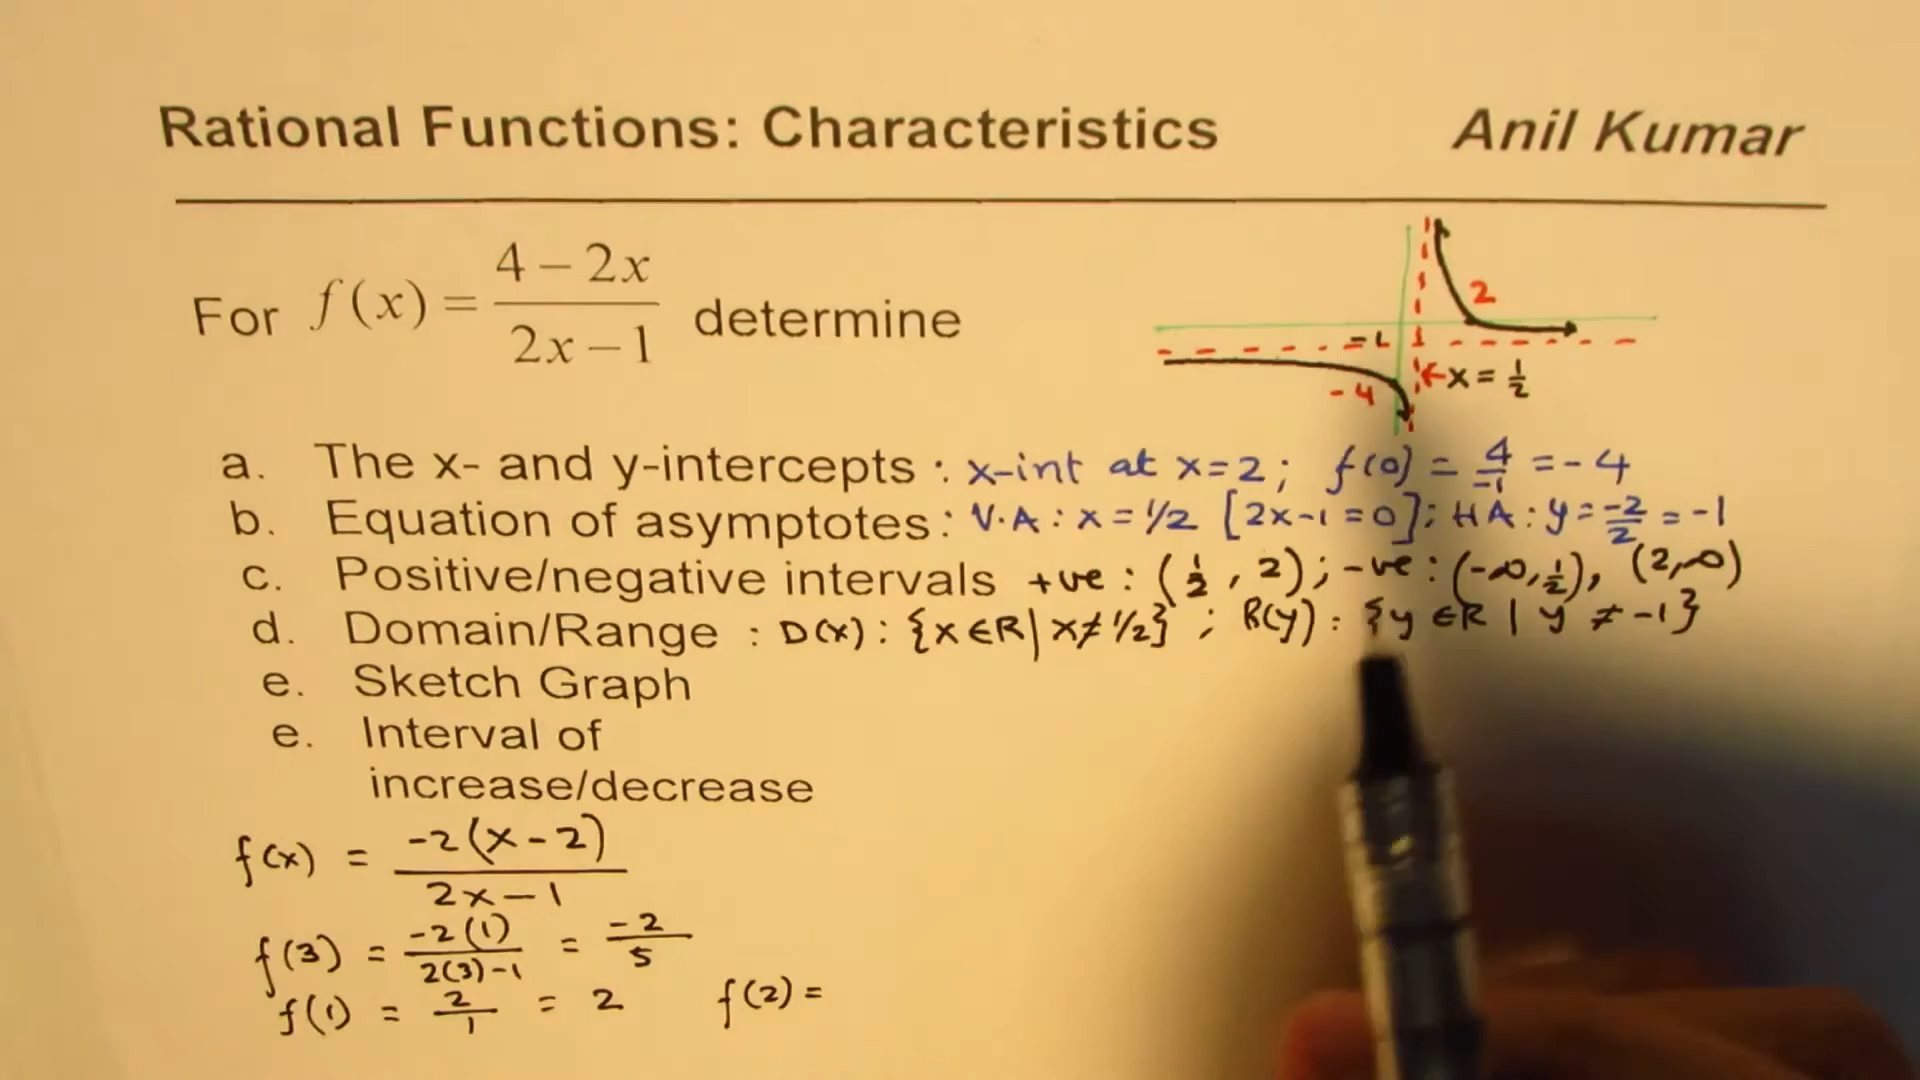 Rational Functions: Characteristics Anil Kumar
For f(x) = (4 − 2x)/(2x − 1) determine
2
-1
x = 1/2
-4
a. The x- and y-intercepts : x-int at x=2; f(0) = 4/-1 = -4
b. Equation of asymptotes : V.A : x = 1/2 [2x-1=0]; HA : y = -2/2 = -1
c. Positive/negative intervals +ve : (1/2, 2); -ve : (-∞, 1/2), (2, ∞)
d. Domain/Range : D(x) : {x ∈ R | x ≠ 1/2} ; R(y) : {y ∈ R | y ≠ -1}
e. Sketch Graph
e. Interval of
increase/decrease
f(x) = -2(x-2)/(2x-1)
f(3) = -2(1)/(2(3)-1) = -2/5
f(1) = 2/1 = 2 f(2) =